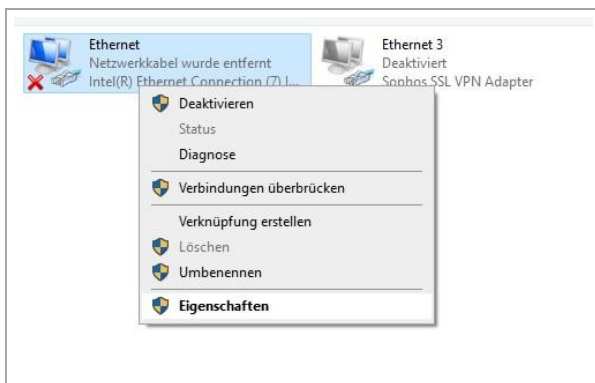 Ethernet
Netzwerkkabel wurde entfernt
Intel(R) Ethernet Connection (7) I...
Ethernet 3
Deaktiviert
Sophos SSL VPN Adapter
Deaktivieren
Status
Diagnose
Verbindungen überbrücken
Verknüpfung erstellen
Löschen
Umbenennen
Eigenschaften